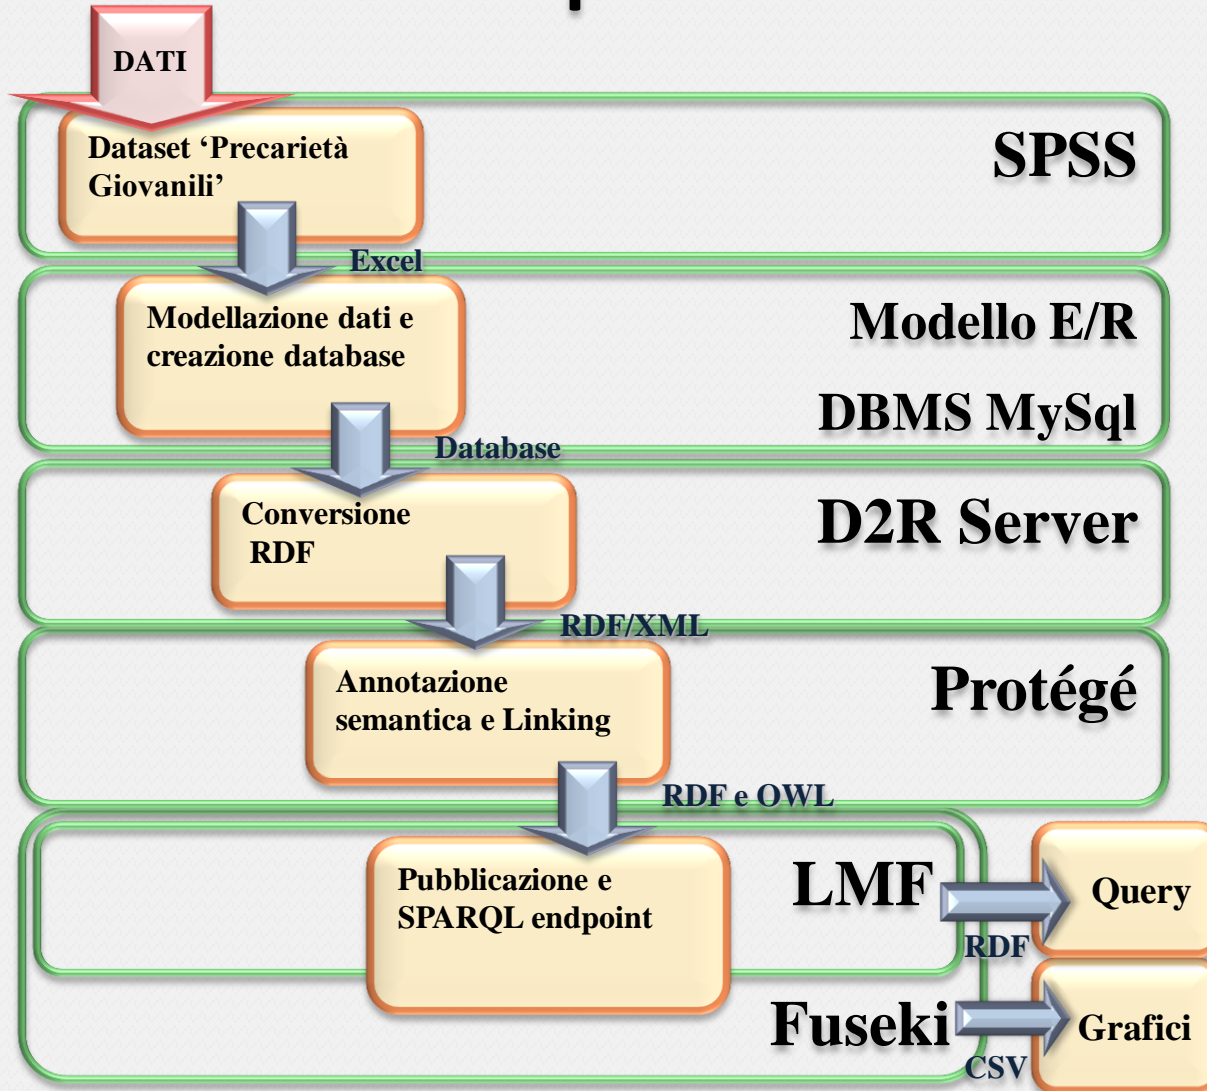 DATI
Dataset ‘Precarietà
Giovanili’
SPSS
Excel
Modellazione dati e
creazione database
Modello E/R
DBMS MySql
Database
Conversione
RDF
D2R Server
RDF/XML
Annotazione
semantica e Linking
Protégé
RDF e OWL
Pubblicazione e
SPARQL endpoint
LMF
Query
RDF
Fuseki
Grafici
CSV